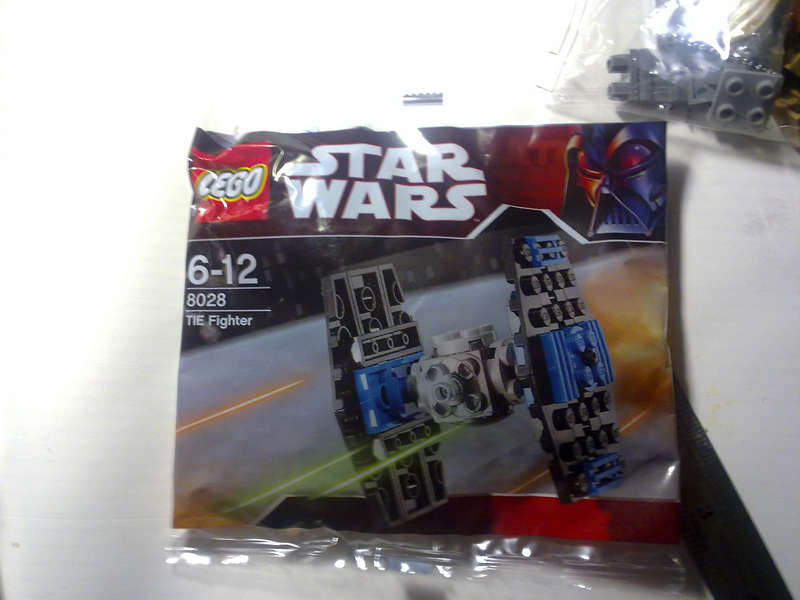 LEGO
STAR
WARS
6-12
8028
TIE Fighter